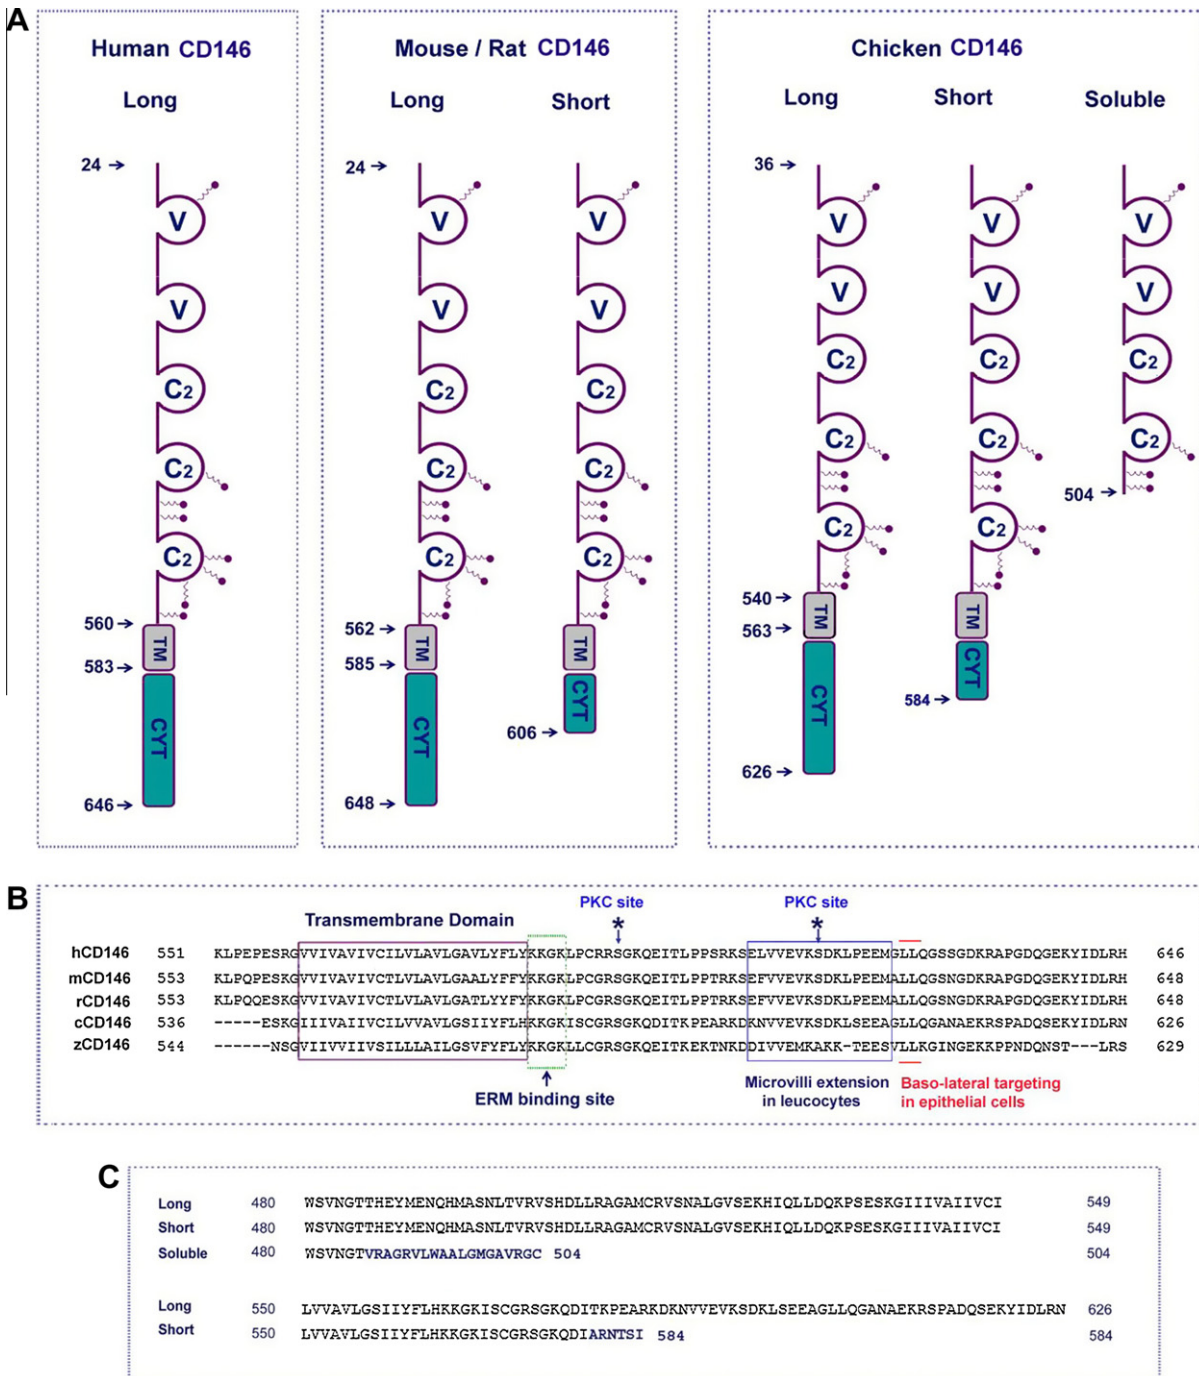 A
Human CD146
Long
24 →
V
V
C2
C2
C2
560 →
TM
583 →
CYT
646 →
Mouse / Rat CD146
Long Short
24 →
V V
V V
C2 C2
C2 C2
C2 C2
562 →
TM TM
585 →
CYT CYT
606 →
648 →
Chicken CD146
Long Short Soluble
36 →
V V V
V V V
C2 C2 C2
C2 C2 C2
504 →
C2 C2
540 →
TM TM
563 →
CYT CYT
584 →
626 →
B
PKC site PKC site
Transmembrane Domain * *
hCD146 551 KLPEPESRGVVIVAVIVCILVLAVLGAVLYFLYKKGKLPCRRSGKQEITLPPSRKSELVVEVKSDKLPEEMGLLQGSSGDKRAPGDQGEKYIDLRH 646
mCD146 553 KLPQQESKGVVIVAVIVCTLVLAVLGAALYFFYKKGKLPCGRSGKQEITLPPTRKSEFVVEVKSDKLPEEMALLQGSNGDKRAPGDQGEKYIDLRH 648
rCD146 553 KLPQQESKGVVIVAVIVCTLVLAVLGATLYYFYKKGKLPCGRSGKQEITLPPTRKSEFVVEVKSDKLPEEMALLQGSNGDKRAPGDQGEKYIDLRH 648
cCD146 536 -----ESKGIIIVAIIVCILVVAVLGSIIYFLHKKGKISCGRSGKQDITKPEARKDKNVVEVKSDKLSEEAGLLQGANAEKRSPADQSEKYIDLRN 626
zCD146 544 ------NSGVIIVVIIVSILLLAILGSVFYFLYKKGKLLCGRSGKQEITKEKTNKDDIVVEMKAKK-TEESVLLKGINGEKKPPNDQNST---LRS 629
ERM binding site
Microvilli extension
in leucocytes
Baso-lateral targeting
in epithelial cells
C
Long 480 WSVNGTTHEYMENQHMASNLTVRVSHDLLRAGAMCRVSNALGVSEKHIQLLDQKPSESKGIIIVAIIVCI 549
Short 480 WSVNGTTHEYMENQHMASNLTVRVSHDLLRAGAMCRVSNALGVSEKHIQLLDQKPSESKGIIIVAIIVCI 549
Soluble 480 WSVNGTVRAGRVLWAALGMGAVRGC 504 504
Long 550 LVVAVLGSIIYFLHKKGKISCGRSGKQDITKPEARKDKNVVEVKSDKLSEEAGLLQGANAEKRSPADQSEKYIDLRN 626
Short 550 LVVAVLGSIIYFLHKKGKISCGRSGKQDIARNTSI 584 584